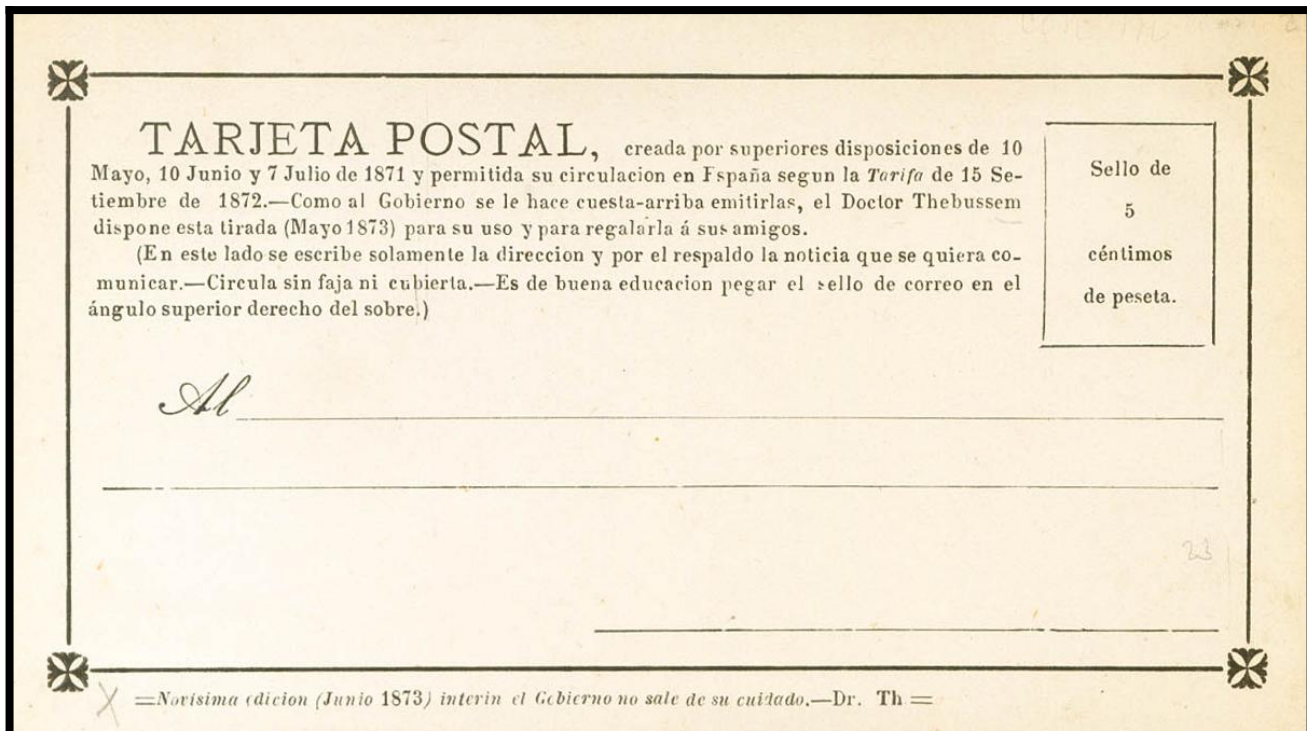 TARJETA POSTAL, creada por superiores disposiciones de 10
Mayo, 10 Junio y 7 Julio de 1871 y permitida su circulacion en España segun la Tarifa de 15 Se-
tiembre de 1872.—Como al Gobierno se le hace cuesta-arriba emitirlas, el Doctor Thebussem
dispone esta tirada (Mayo 1873) para su uso y para regalarla á sus amigos.
(En este lado se escribe solamente la direccion y por el respaldo la noticia que se quiera co-
municar.—Circula sin faja ni cubierta.—Es de buena educacion pegar el sello de correo en el
ángulo superior derecho del sobre.)
Sello de
5
céntimos
de peseta.
Al
23
X
=Novísima edicion (Junio 1873) interin el Gobierno no sale de su cuidado.—Dr. Th=